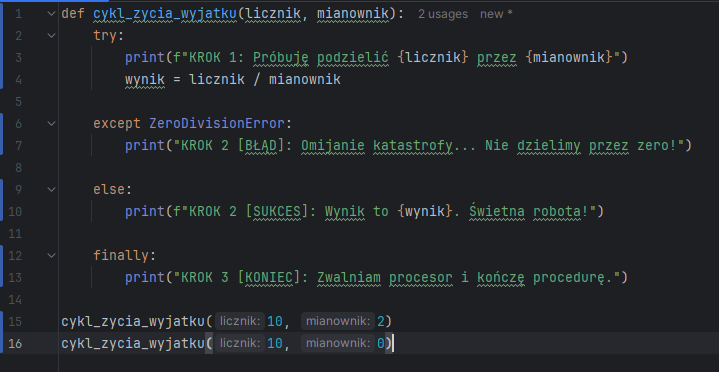 1 def cykl_zycia_wyjatku(licznik, mianownik): 2 usages new *
2 try:
3 print(f"KROK 1: Próbuję podzielić {licznik} przez {mianownik}")
4 wynik = licznik / mianownik
5
6 except ZeroDivisionError:
7 print("KROK 2 [BŁĄD]: Omijanie katastrofy... Nie dzielimy przez zero!")
8
9 else:
10 print(f"KROK 2 [SUKCES]: Wynik to {wynik}. Świetna robota!")
11
12 finally:
13 print("KROK 3 [KONIEC]: Zwalniam procesor i kończę procedurę.")
14
15 cykl_zycia_wyjatku( licznik: 10, mianownik: 2)
16 cykl_zycia_wyjatku( licznik: 10, mianownik: 0)